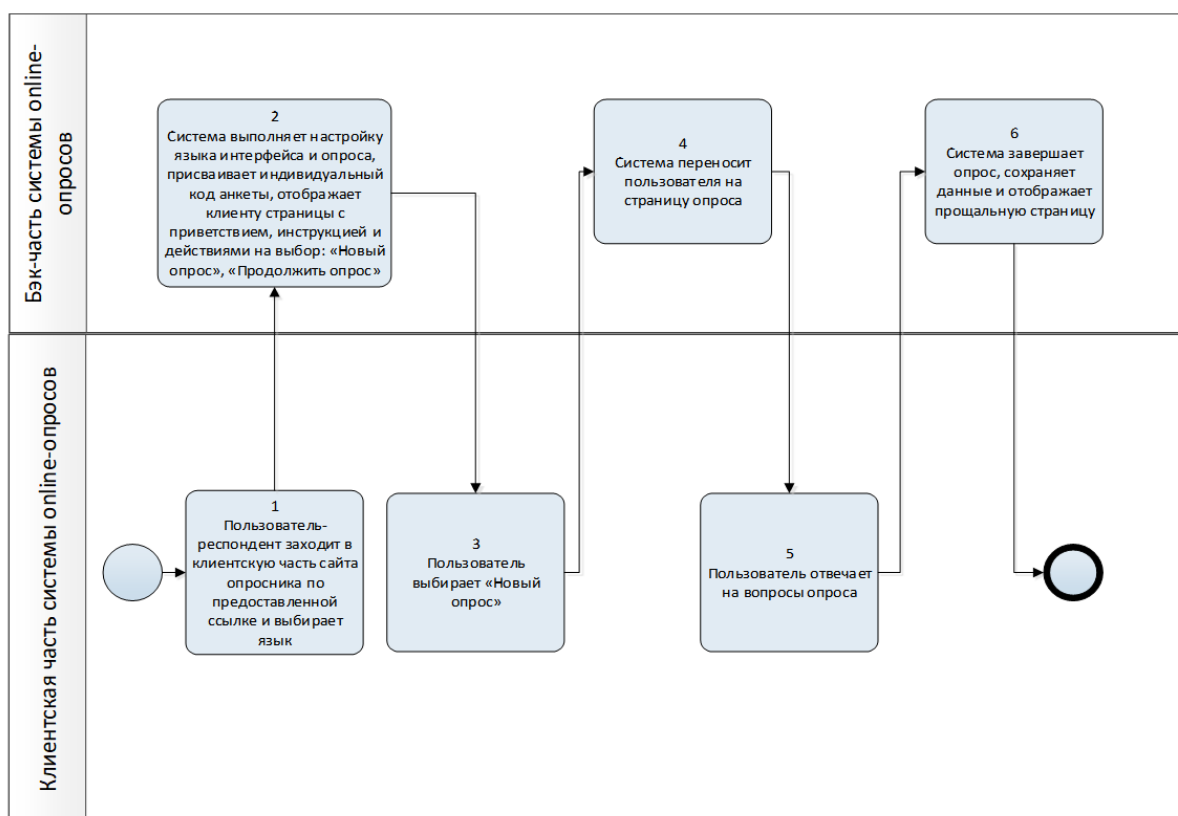 Бэк-часть системы online-
опросов
2
Система выполняет настройку
языка интерфейса и опроса,
присваивает индивидуальный
код анкеты, отображает
клиенту страницы с
приветствием, инструкцией и
действиями на выбор: «Новый
опрос», «Продолжить опрос»
4
Система переносит
пользователя на
страницу опроса
6
Система завершает
опрос, сохраняет
данные и отображает
прощальную страницу
Клиентская часть системы online-опросов
1
Пользователь-
респондент заходит в
клиентскую часть сайта
опросника по
предоставленной
ссылке и выбирает
язык
3
Пользователь
выбирает «Новый
опрос»
5
Пользователь отвечает
на вопросы опроса